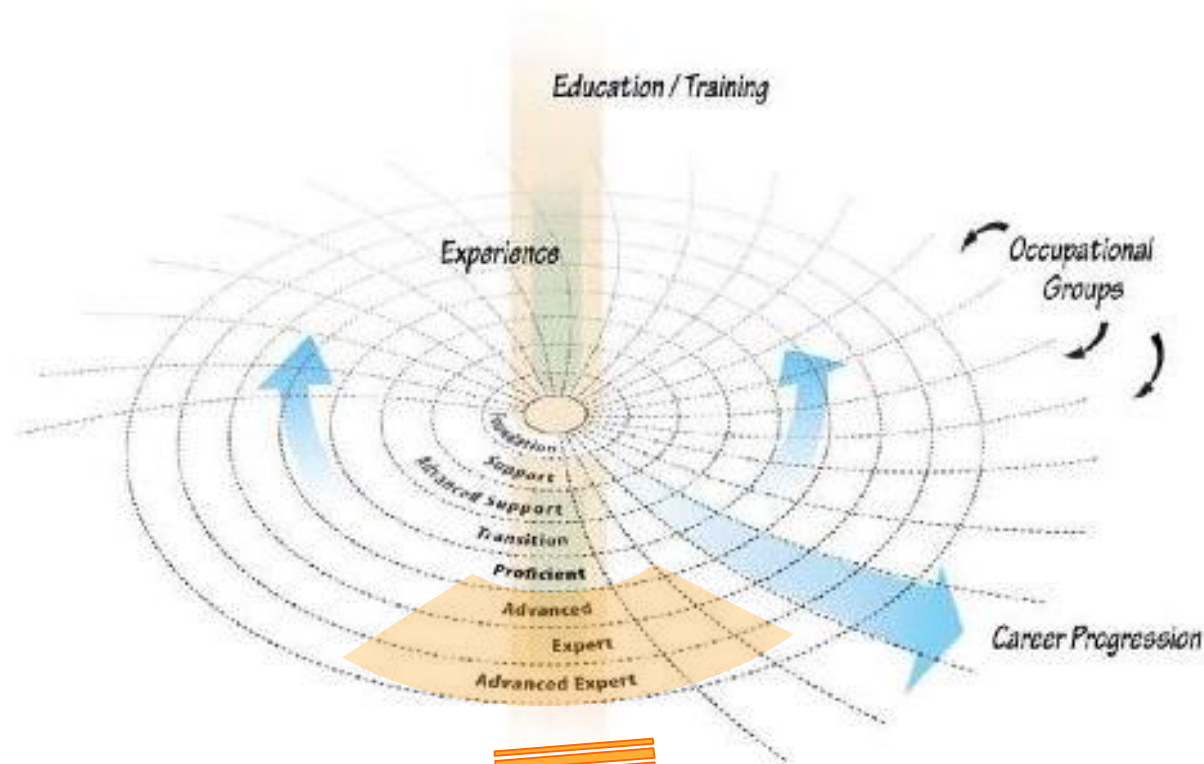 Education / Training
Experience
Occupational
Groups
Foundation
Support
Advanced Support
Transition
Proficient
Advanced
Expert
Advanced Expert
Career Progression